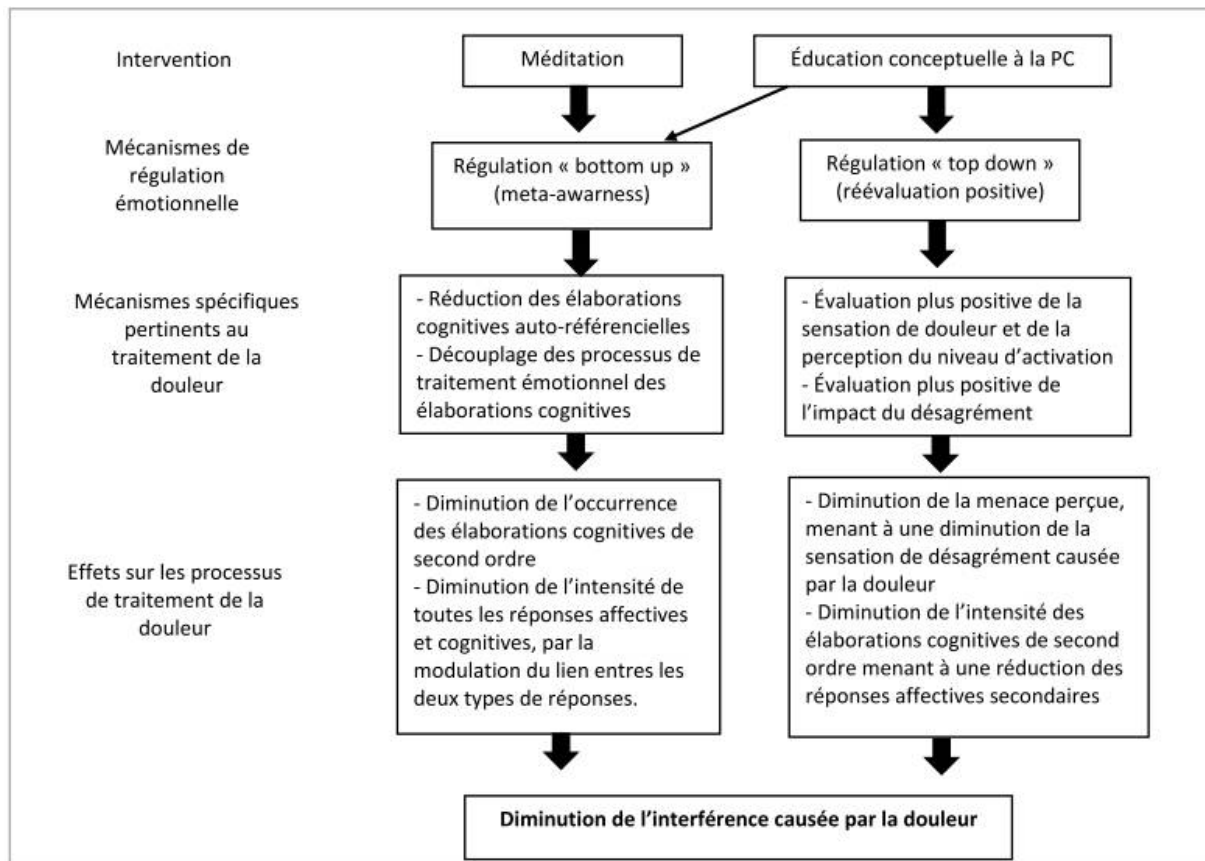 Intervention
Méditation
Éducation conceptuelle à la PC
Mécanismes de
régulation
émotionnelle
Régulation « bottom up »
(meta-awarness)
Régulation « top down »
(réévaluation positive)
Mécanismes spécifiques
pertinents au
traitement de la
douleur
- Réduction des élaborations
cognitives auto-référencielles
- Découplage des processus de
traitement émotionnel des
élaborations cognitives
- Évaluation plus positive de la
sensation de douleur et de la
perception du niveau d’activation
- Évaluation plus positive de
l’impact du désagrément
Effets sur les processus
de traitement de la
douleur
- Diminution de l’occurrence
des élaborations cognitives de
second ordre
- Diminution de l’intensité de
toutes les réponses affectives
et cognitives, par la
modulation du lien entres les
deux types de réponses.
- Diminution de la menace perçue,
menant à une diminution de la
sensation de désagrément causée
par la douleur
- Diminution de l’intensité des
élaborations cognitives de second
ordre menant à une réduction des
réponses affectives secondaires
Diminution de l’interférence causée par la douleur